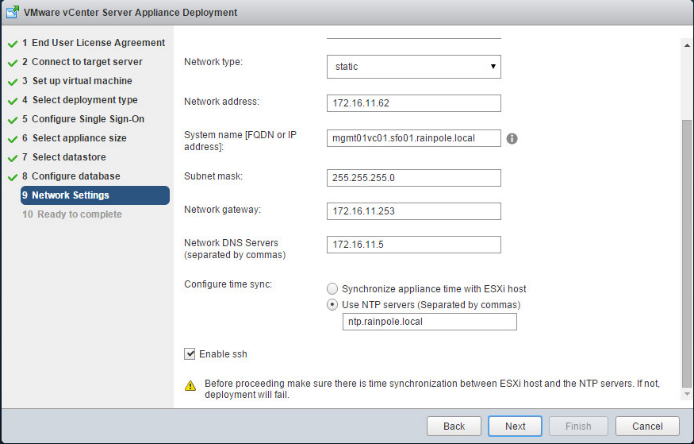 VMware vCenter Server Appliance Deployment
1 End User License Agreement
2 Connect to target server
3 Set up virtual machine
4 Select deployment type
5 Configure Single Sign-On
6 Select appliance size
7 Select datastore
8 Configure database
9 Network Settings
10 Ready to complete
Network type:
static
Network address:
172.16.11.62
System name [FQDN or IP
address]:
mgmt01vc01.sfo01.rainpole.local
Subnet mask:
255.255.255.0
Network gateway:
172.16.11.253
Network DNS Servers
(separated by commas)
172.16.11.5
Configure time sync:
Synchronize appliance time with ESXi host
Use NTP servers (Separated by commas)
ntp.rainpole.local
Enable ssh
Before proceeding make sure there is time synchronization between ESXi host and the NTP servers. If not,
deployment will fail.
Back
Next
Finish
Cancel